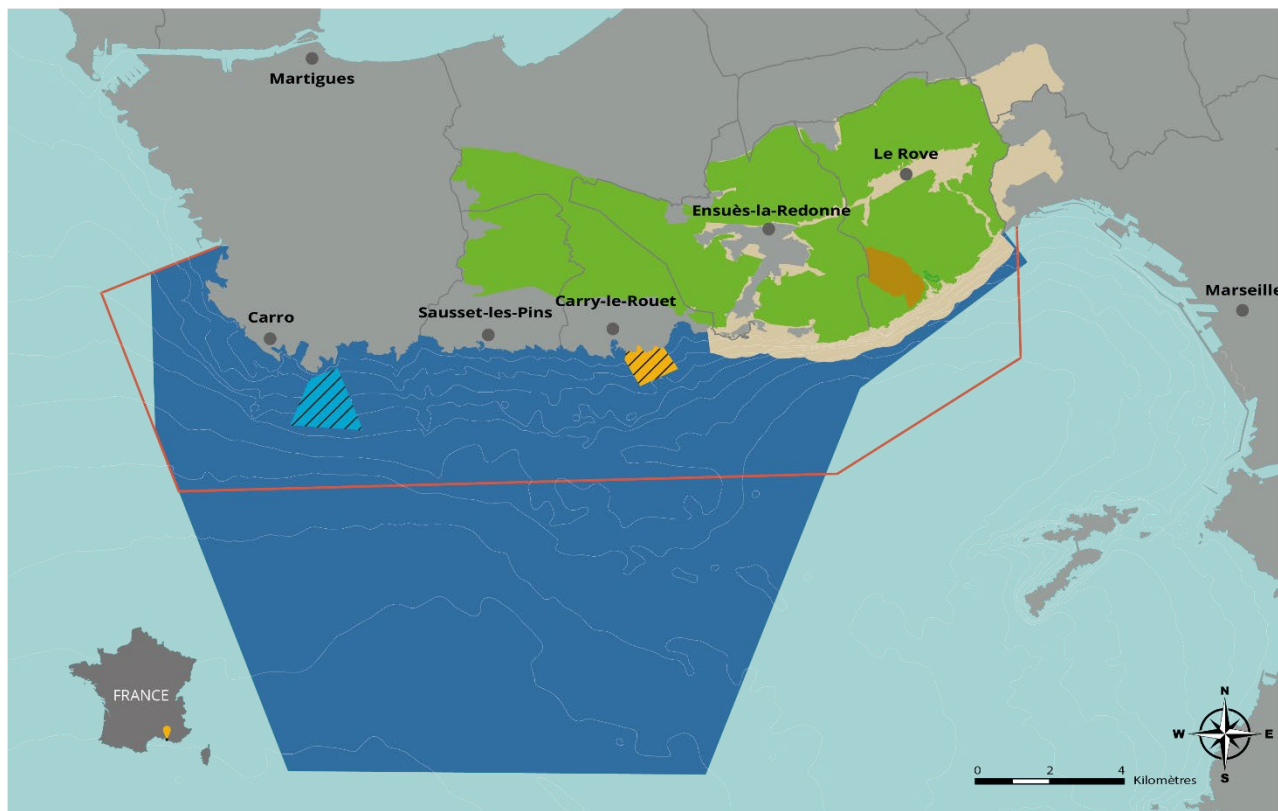 Martigues
Le Rove
Ensuès-la-Redonne
Marseille
Carry-le-Rouet
Carro
Sausset-les-Pins
FRANCE
N
W
E
S
0
2
4
Kilomètres